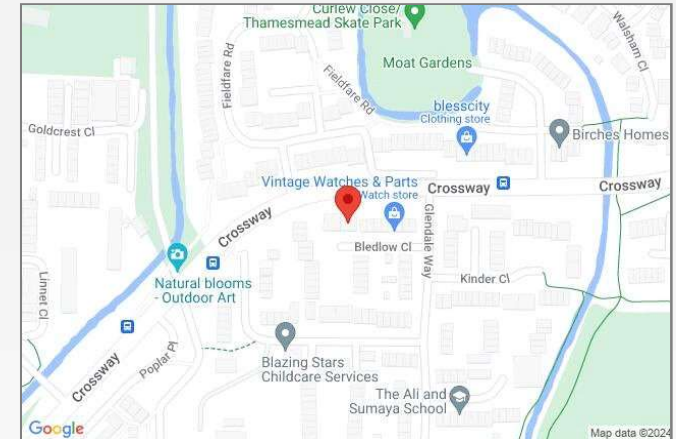 Curlew Close/
Thamesmead Skate Park
Walsham Cl
Moat Gardens
Fieldfare Rd
Fieldfare Rd
blesscity
Clothing store
Goldcrest Cl
Birches Homes
Vintage Watches & Parts
Watch store
Crossway
Crossway
Crossway
Glendale Way
Bledlow Cl
Natural blooms
- Outdoor Art
Linnet Cl
Kinder Cl
Crossway
Poplar Pl
Blazing Stars
Childcare Services
The Ali and
Sumaya School
Google
Map data ©2024